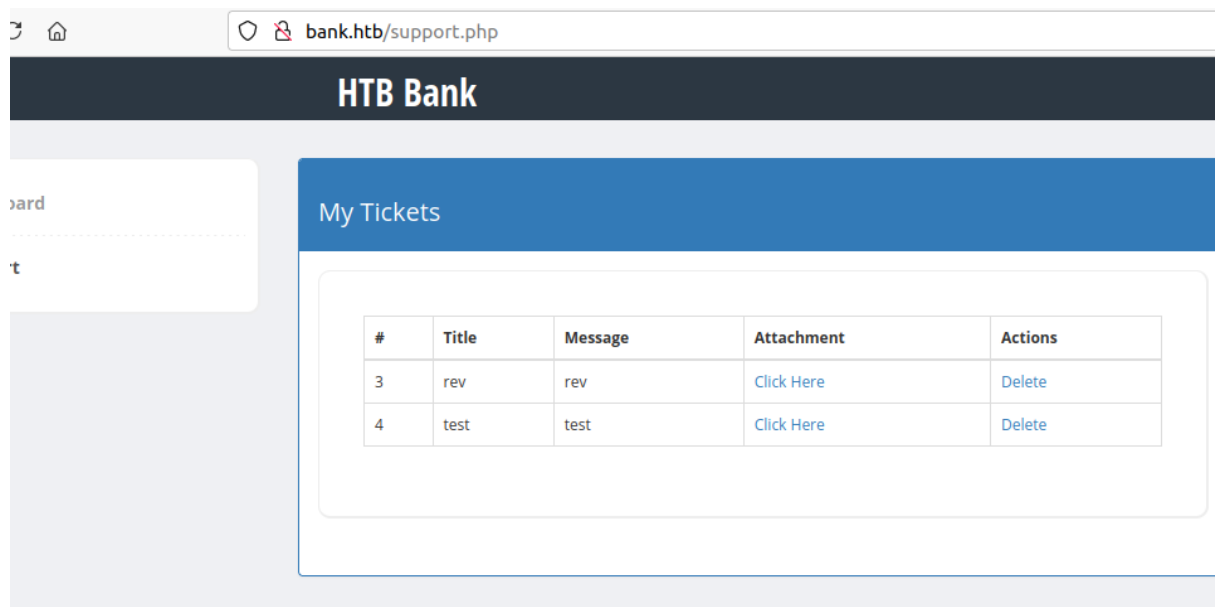 bank.htb/support.php
HTB Bank
My Tickets
# Title Message Attachment Actions
3 rev rev Click Here Delete
4 test test Click Here Delete